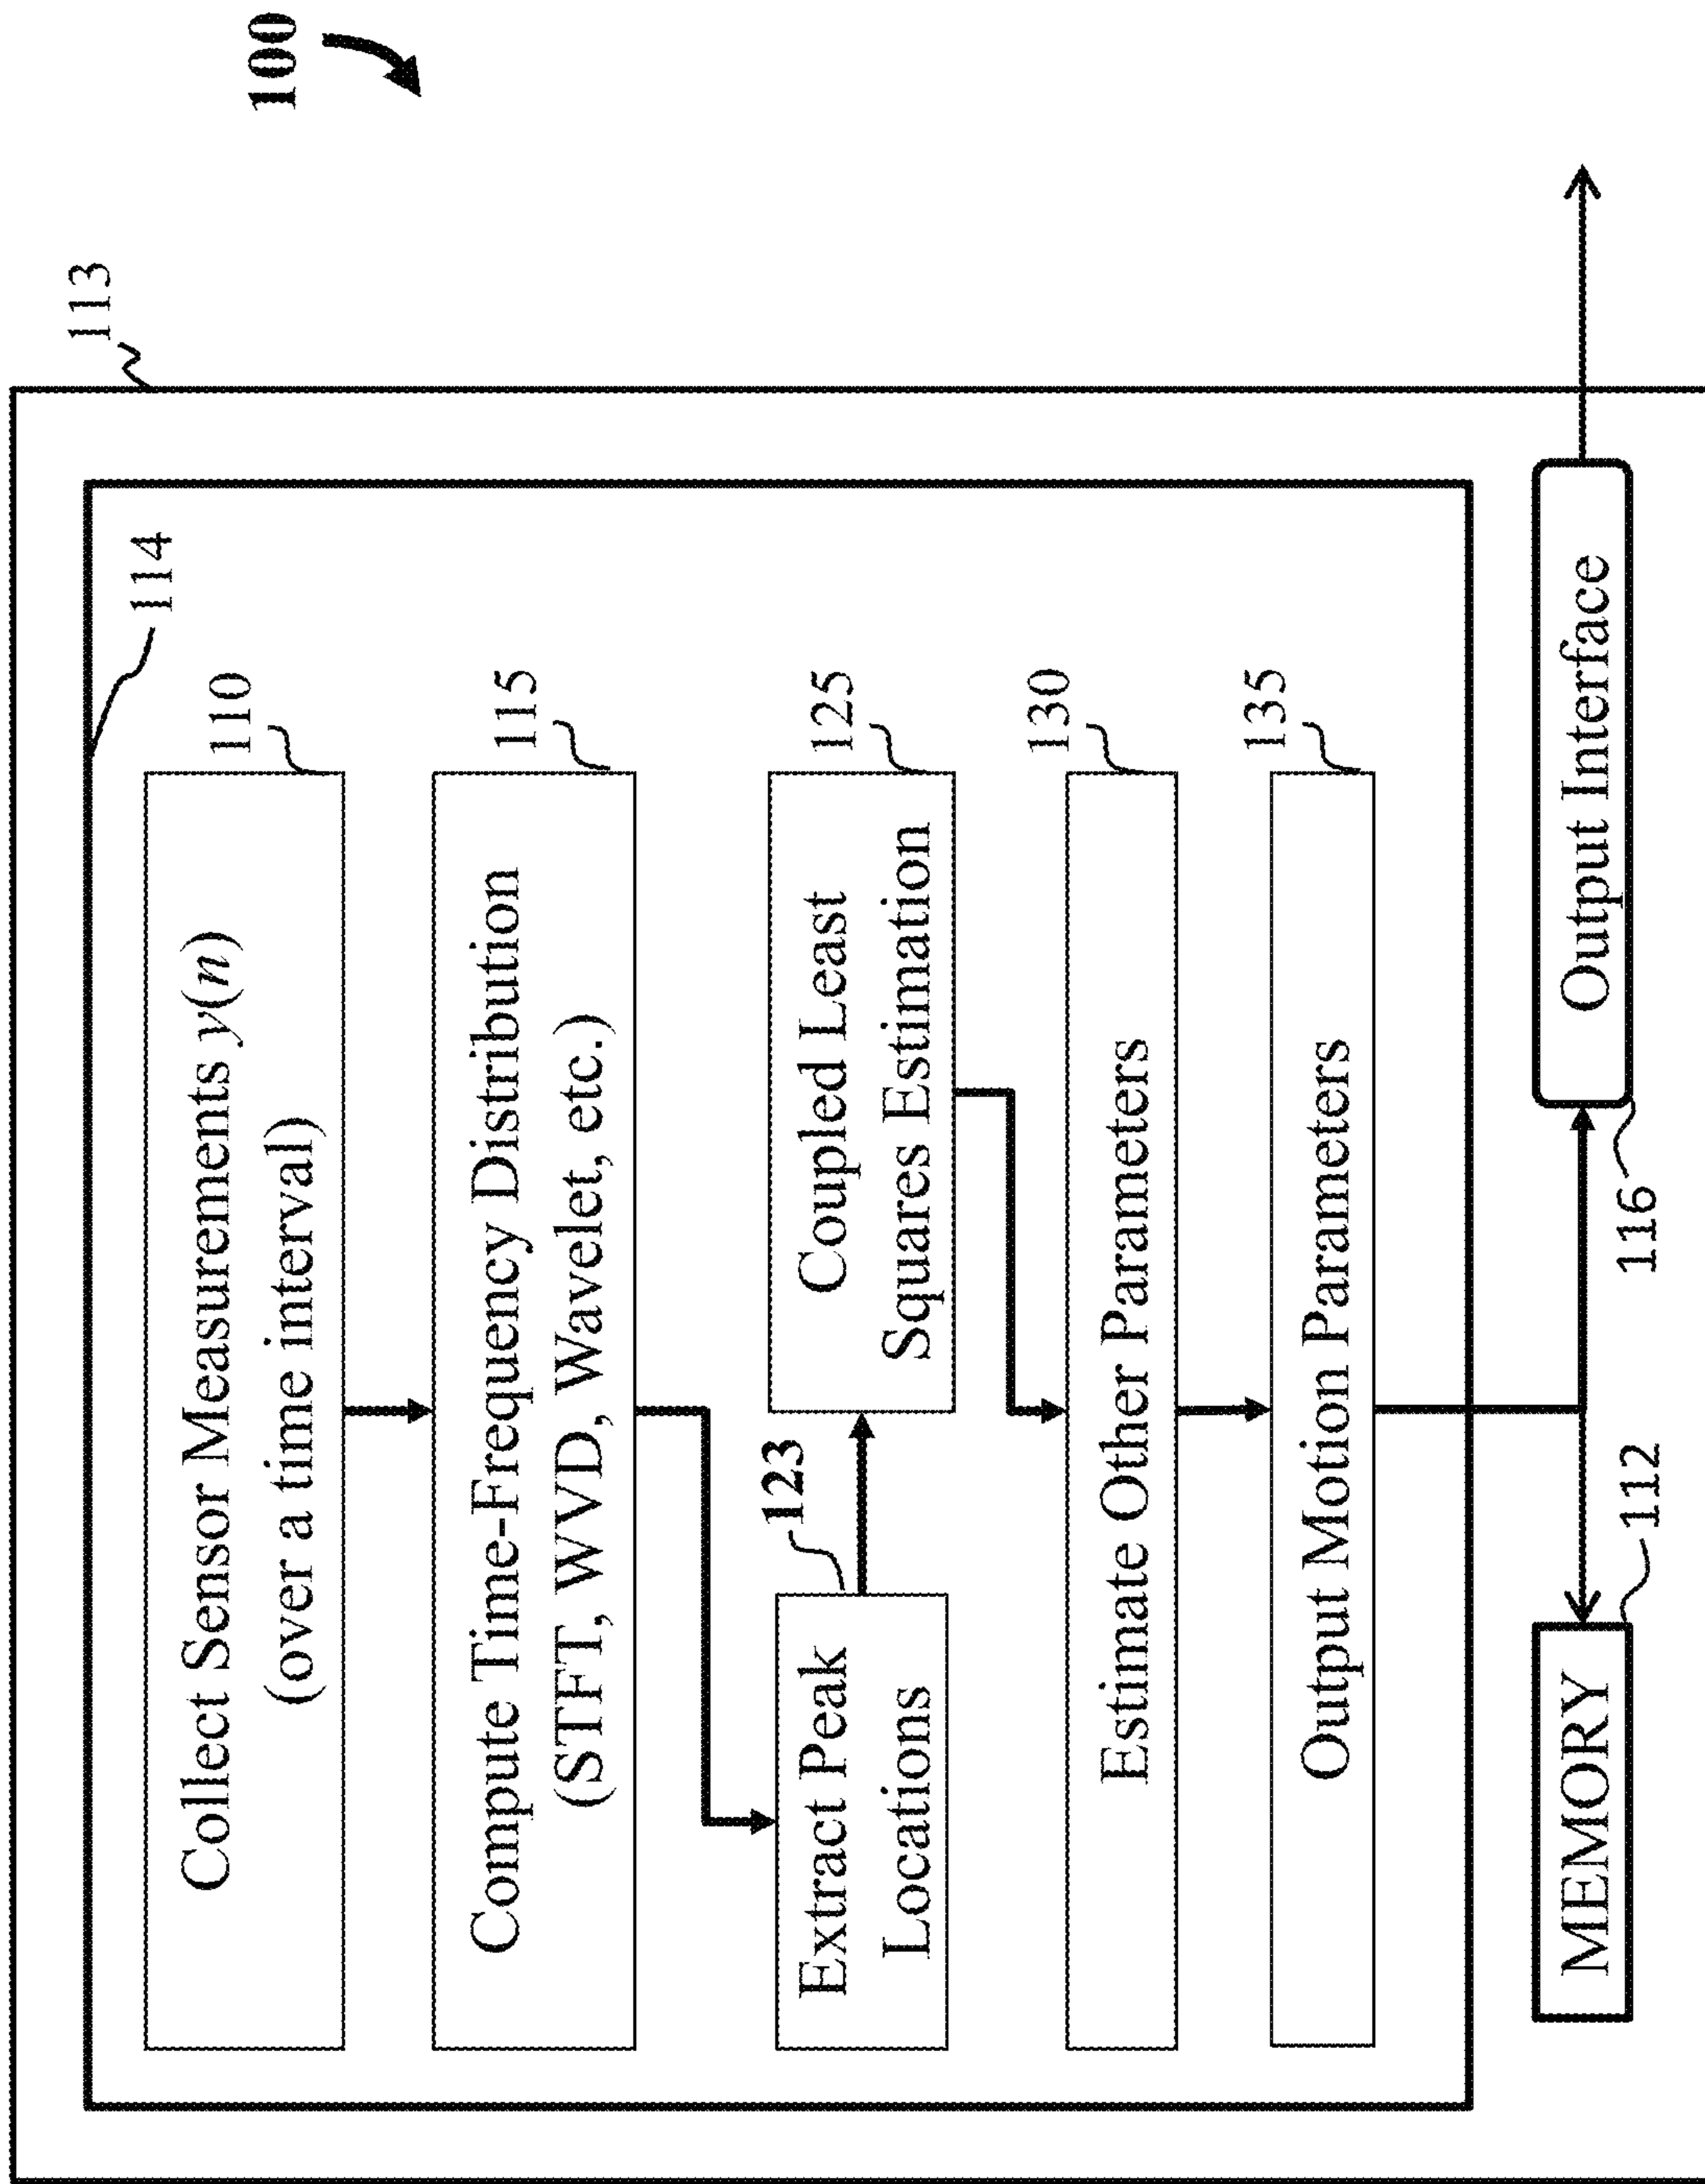 100
113
114
110
Collect Sensor Measurements y(n)
(over a time interval)
115
Compute Time-Frequency Distribution
(STFT, WVD, Wavelet, etc.)
123
Extract Peak
Locations
125
Coupled Least
Squares Estimation
130
Estimate Other Parameters
135
Output Motion Parameters
MEMORY
112
Output Interface
116